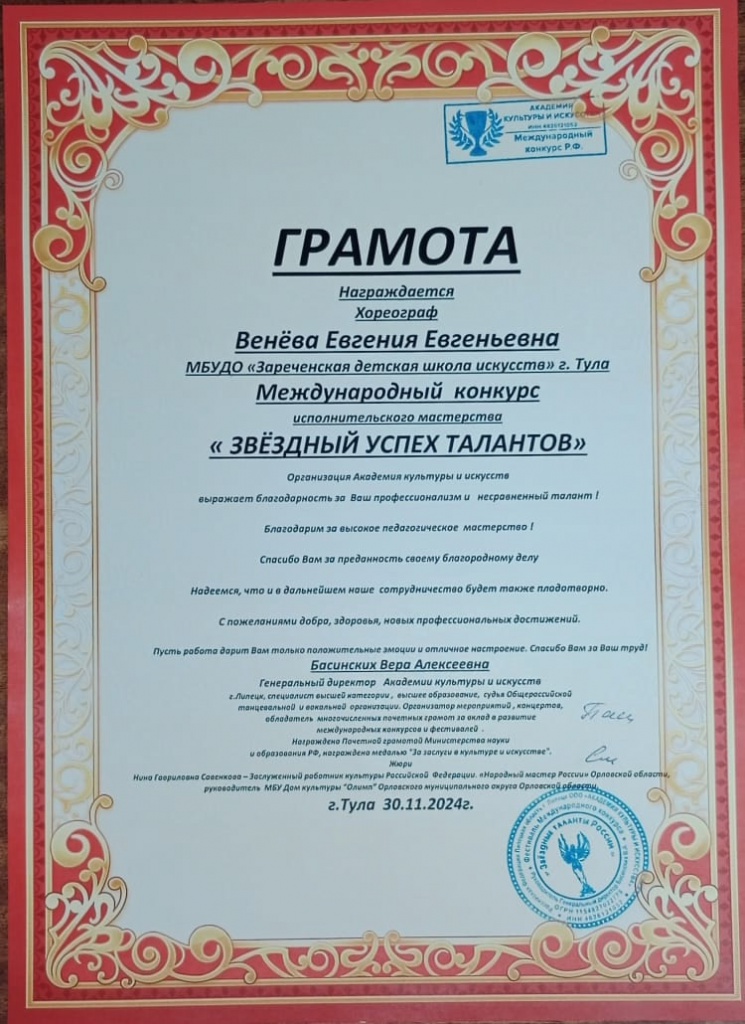 АКАДЕМИЯ
КУЛЬТУРЫ И ИСКУССТВ
Международный
конкурс Р.Ф.
ГРАМОТА
Награждается
Хореограф
Венёва Евгения Евгеньевна
МБУДО «Зареченская детская школа искусств» г. Тула
Международный конкурс
исполнительского мастерства
« ЗВЁЗДНЫЙ УСПЕХ ТАЛАНТОВ»
Организация Академия культуры и искусств
выражает благодарность за Ваш профессионализм и несравненный талант !
Благодарим за высокое педагогическое мастерство !
Спасибо Вам за преданность своему благородному делу
Надеемся, что и в дальнейшем наше сотрудничество будет также плодотворно.
С пожеланиями добра, здоровья, новых профессиональных достижений.
Пусть работа дарит Вам только положительные эмоции и отличное настроение. Спасибо Вам за Ваш труд!
Басинских Вера Алексеевна
Генеральный директор Академии культуры и искусств
г.Липецк, специалист высшей категории , высшее образование, судья Общероссийской
танцевальной и вокальной организации. Организатор мероприятий , концертов,
обладатель многочисленных почетных грамот за вклад в развитие
международных конкурсов и фестивалей .
Награждена Почетной грамотой Министерства науки
и образования РФ, награждена медалью "За заслуги в культуре и искусстве".
Жюри
Нина Гавриловна Савенкова – Заслуженный работник культуры Российской Федерации. «Народный мастер России» Орловской области,
руководитель МБУ Дом культуры "Олимп" Орловского муниципального округа Орловской области.
г.Тула 30.11.2024г.
Фестиваль Международного конкурса
"Звёздные таланты России"